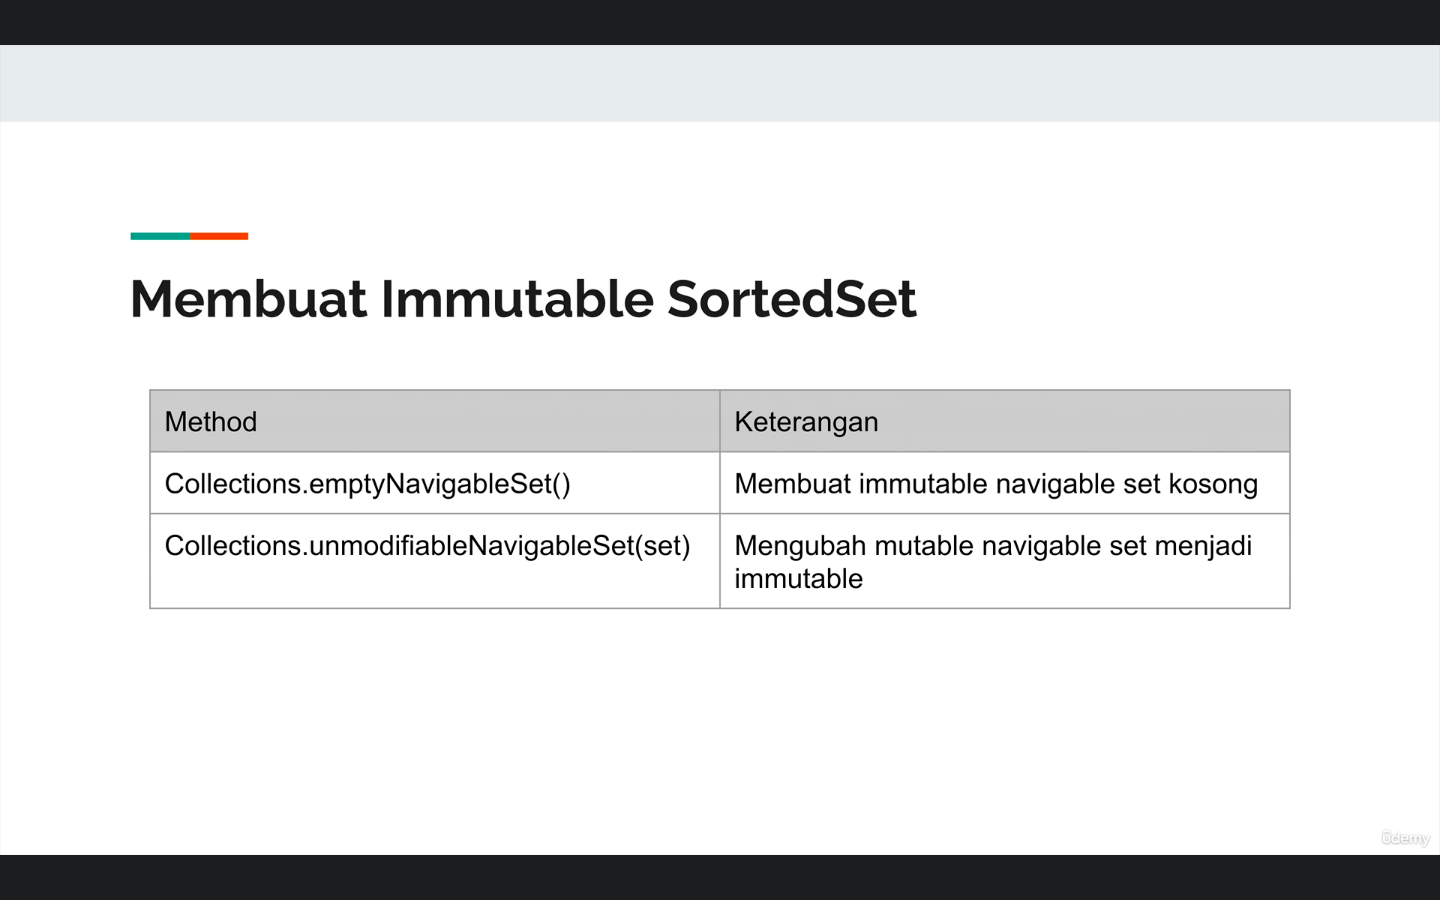 Membuat Immutable SortedSet
Method
Keterangan
Collections.emptyNavigableSet()
Membuat immutable navigable set kosong
Collections.unmodifiableNavigableSet(set)
Mengubah mutable navigable set menjadi
immutable
ûdemy